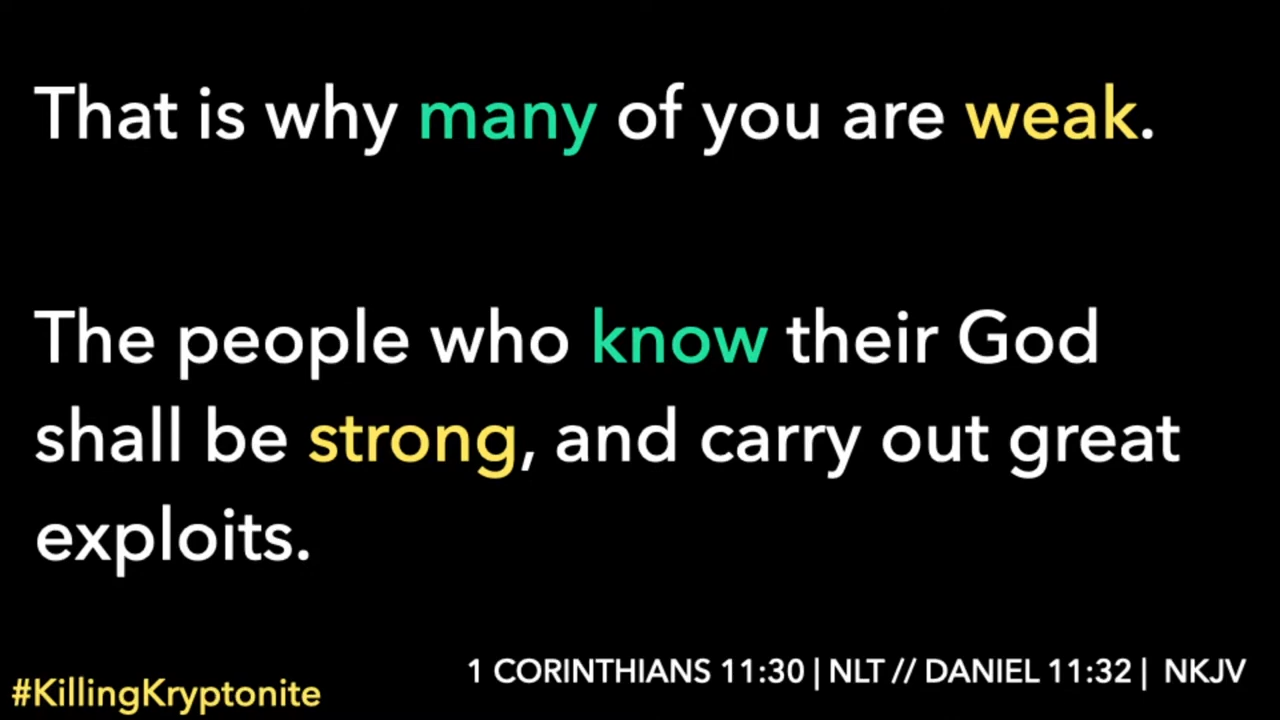 That is why many of you are weak.
The people who know their God
shall be strong, and carry out great
exploits.
1 CORINTHIANS 11:30 | NLT // DANIEL 11:32 | NKJV
#KillingKryptonite